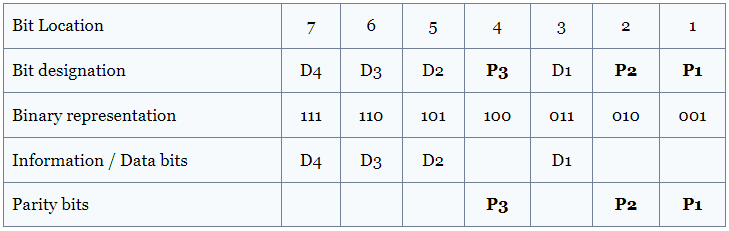 Bit Location 7 6 5 4 3 2 1
Bit designation D4 D3 D2 P3 D1 P2 P1
Binary representation 111 110 101 100 011 010 001
Information / Data bits D4 D3 D2 D1
Parity bits P3 P2 P1